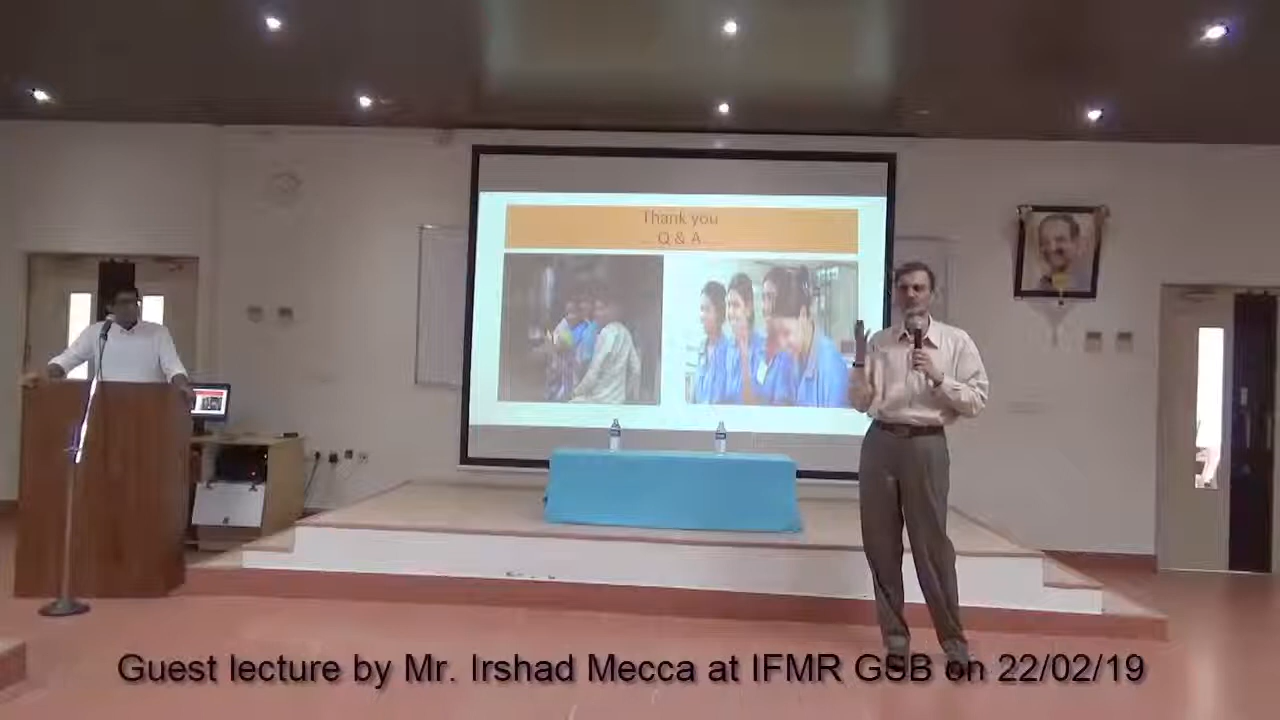 Thank you
Q & A
Guest lecture by Mr. Irshad Mecca at IFMR GSB on 22/02/19